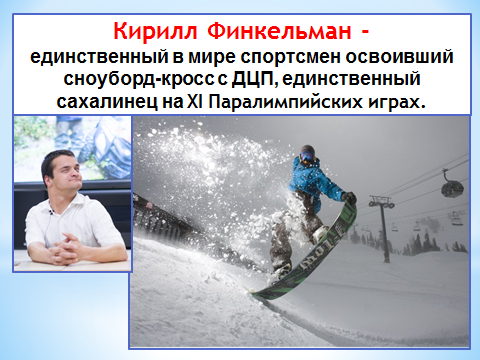 Кирилл Финкельман -
единственный в мире спортсмен освоивший
сноуборд-кросс с ДЦП, единственный
сахалинец на XI Паралимпийских играх.